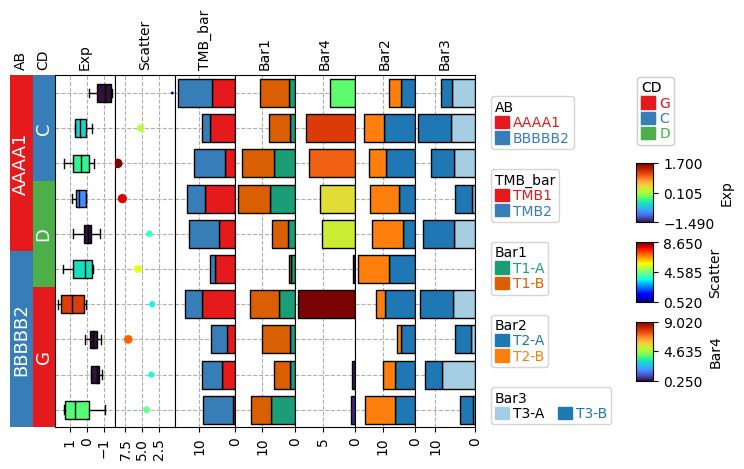 AB
CD
Exp
Scatter
TMB_bar
Bar1
Bar4
Bar2
Bar3
AAAA1
BBBBB2
C
D
G
1
0
−1
7.5
5.0
2.5
10
0
10
0
5
0
10
0
10
0
AB
AAAA1
BBBBB2
TMB_bar
TMB1
TMB2
Bar1
T1-A
T1-B
Bar2
T2-A
T2-B
Bar3
T3-A T3-B
CD
G
C
D
1.700
0.105
−1.490
Exp
8.650
4.585
0.520
Scatter
9.020
4.635
0.250
Bar4